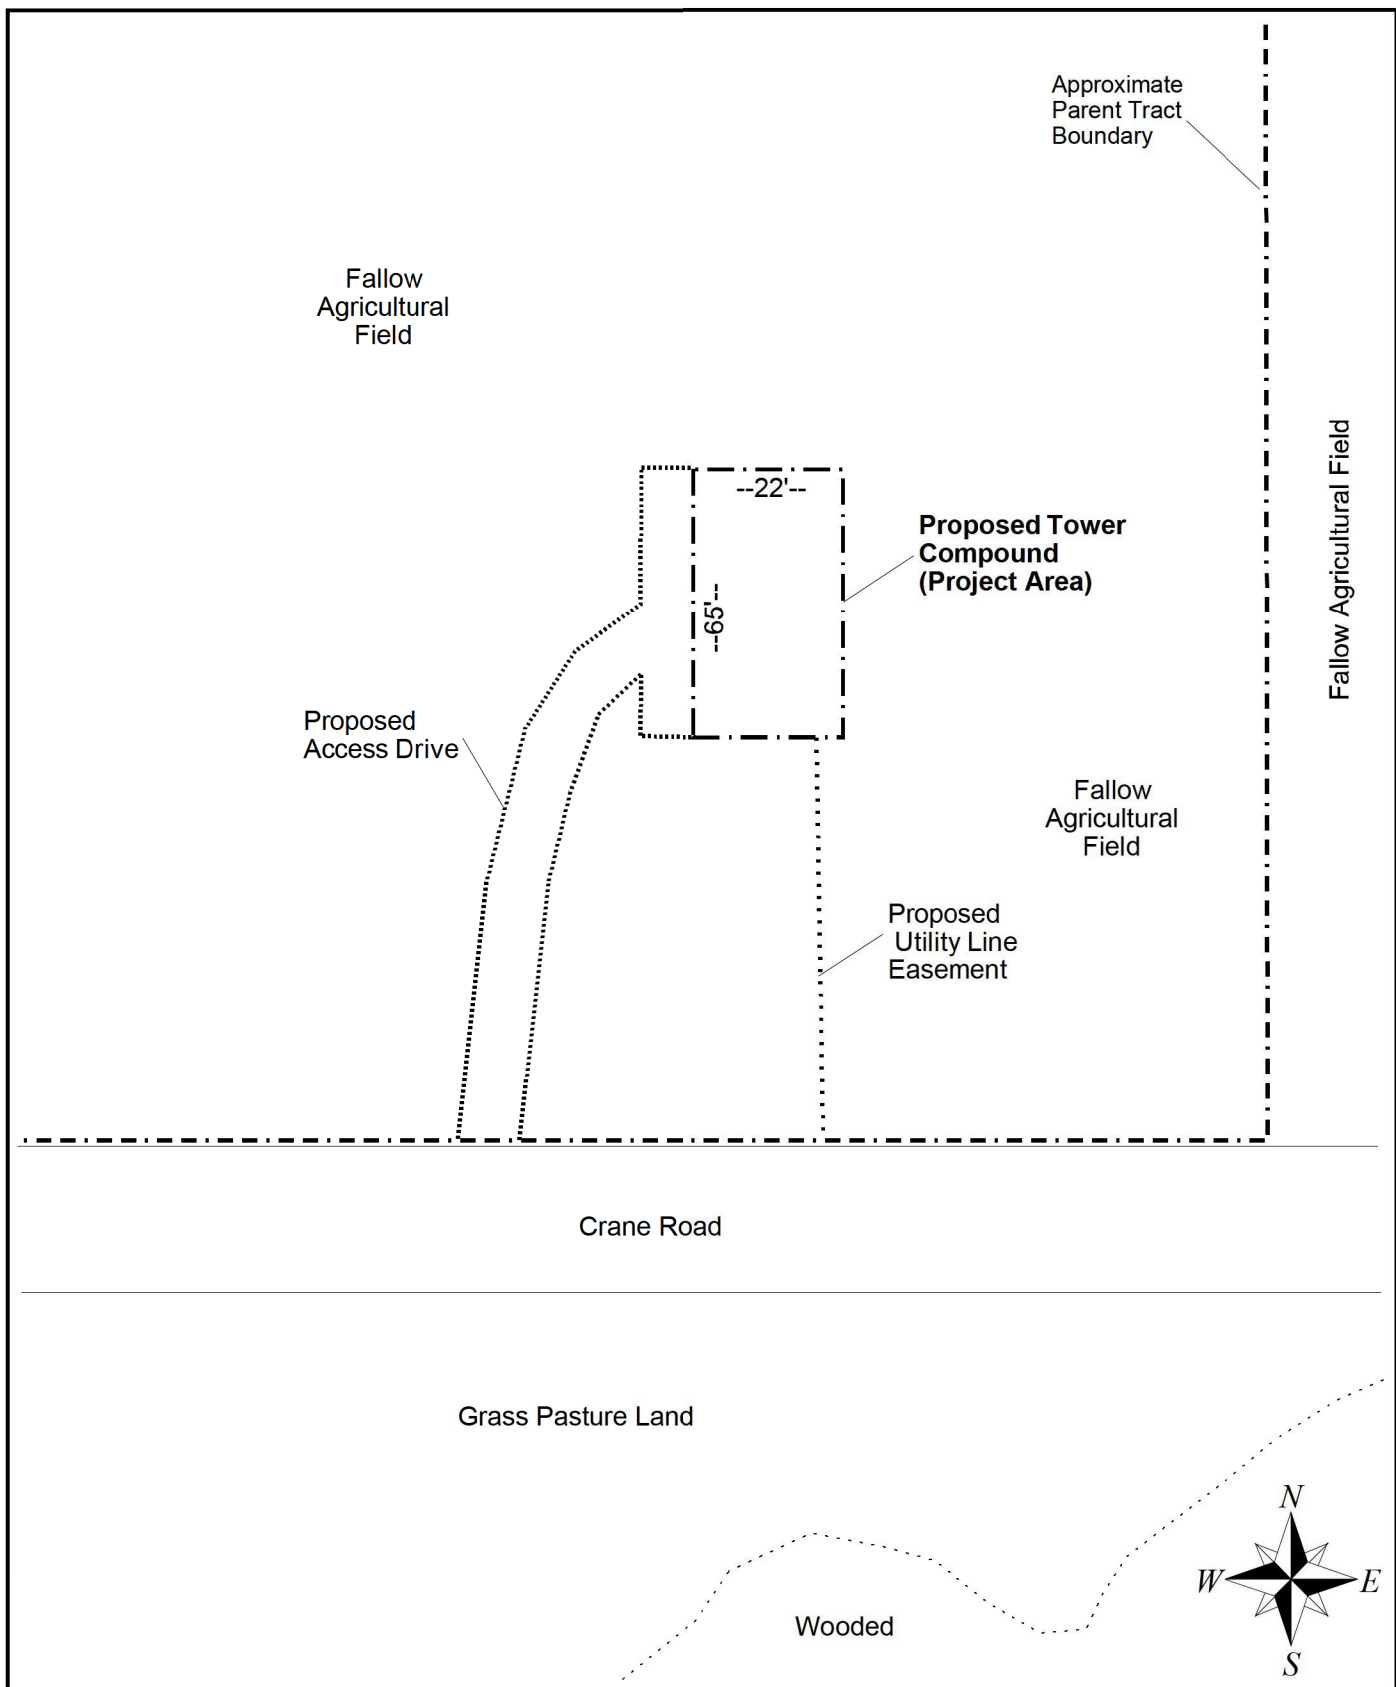 Approximate
Parent Tract
Boundary
Fallow
Agricultural
Field
--22'--
Proposed Tower
Compound
(Project Area)
--65'--
Fallow Agricultural Field
Proposed
Access Drive
Fallow
Agricultural
Field
Proposed
Utility Line
Easement
Crane Road
Grass Pasture Land
Wooded
N
W
E
S